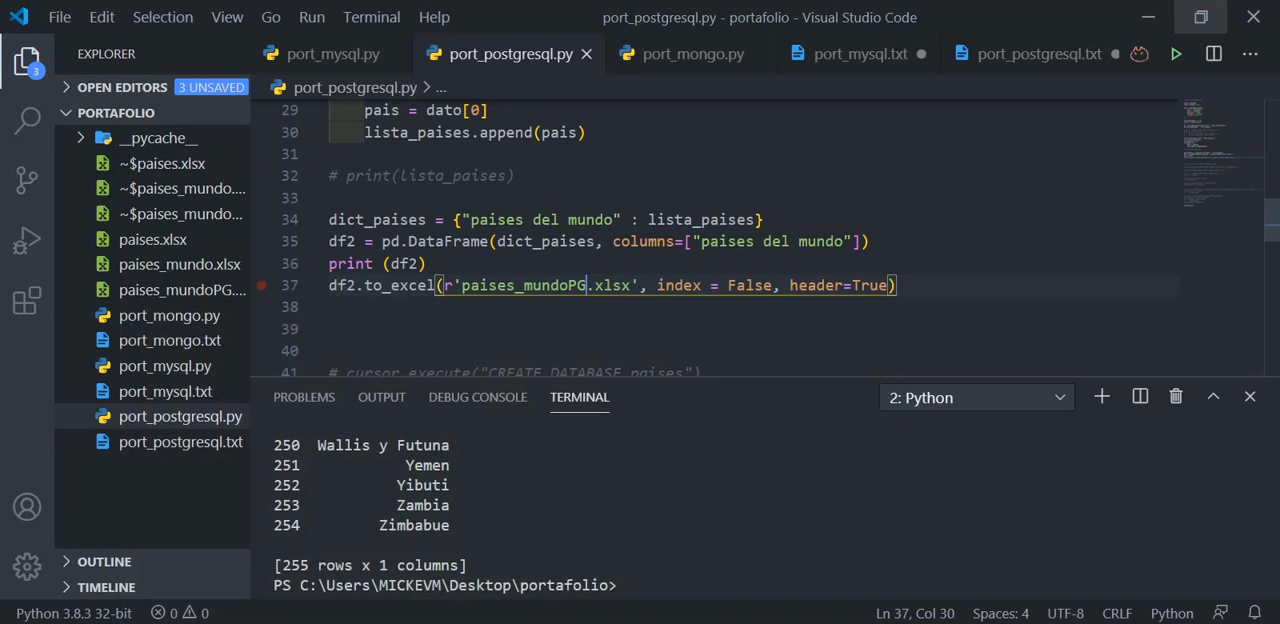 File Edit Selection View Go Run Terminal Help port_postgresql.py - portafolio - Visual Studio Code
EXPLORER
port_mysql.py port_postgresql.py port_mongo.py port_mysql.txt port_postgresql.txt
3
OPEN EDITORS 3 UNSAVED
port_postgresql.py > ...
PORTAFOLIO
__pycache__
~$paises.xlsx
~$paises_mundo....
~$paises_mundo...
paises.xlsx
paises_mundo.xlsx
paises_mundoPG....
port_mongo.py
port_mongo.txt
port_mysql.py
port_mysql.txt
port_postgresql.py
port_postgresql.txt
OUTLINE
TIMELINE
29 pais = dato[0]
30 lista_paises.append(pais)
31
32 # print(lista_paises)
33
34 dict_paises = {"paises del mundo" : lista_paises}
35 df2 = pd.DataFrame(dict_paises, columns=["paises del mundo"])
36 print (df2)
37 df2.to_excel(r'paises_mundoPG.xlsx', index = False, header=True)
38
39
40
41 # cursor.execute("CREATE DATABASE paises")
PROBLEMS OUTPUT DEBUG CONSOLE TERMINAL 2: Python
250 Wallis y Futuna
251 Yemen
252 Yibuti
253 Zambia
254 Zimbabue
[255 rows x 1 columns]
PS C:\Users\MICKEVM\Desktop\portafolio>
Python 3.8.3 32-bit 0 0 Ln 37, Col 30 Spaces: 4 UTF-8 CRLF Python